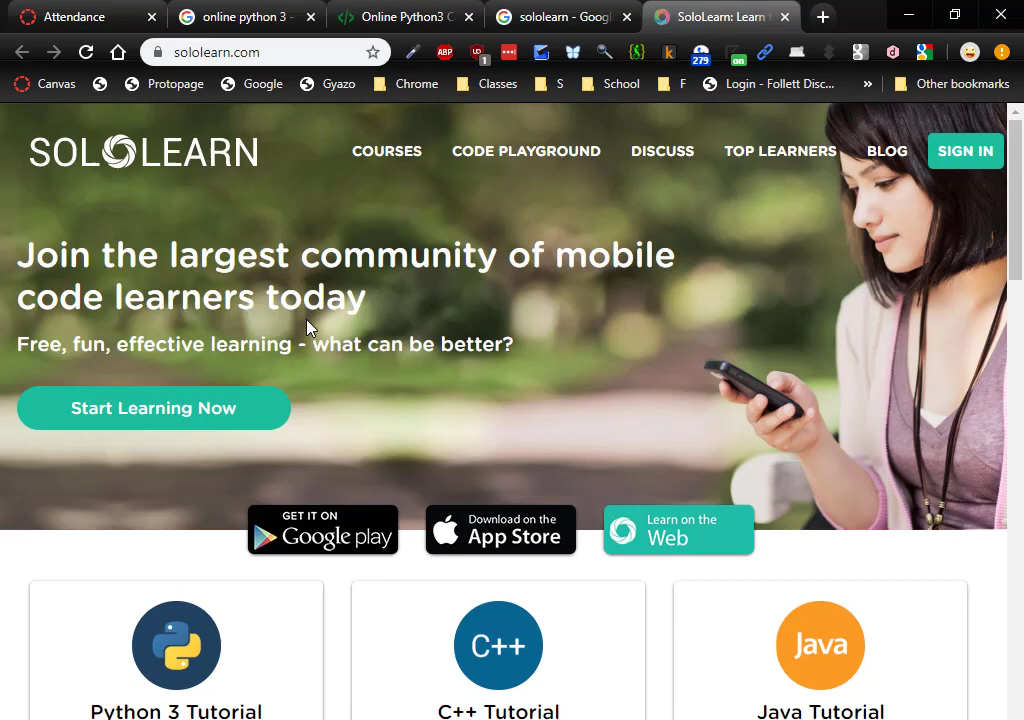 Attendance
online python 3 -
Online Python3 C
sololearn - Googl
SoloLearn: Learn t
sololearn.com
ABP
1
k
279
on
Canvas
Protopage
Google
Gyazo
Chrome
Classes
S
School
F
Login - Follett Disc...
»
Other bookmarks
SOLOLEARN
COURSES
CODE PLAYGROUND
DISCUSS
TOP LEARNERS
BLOG
SIGN IN
Join the largest community of mobile
code learners today
Free, fun, effective learning - what can be better?
Start Learning Now
GET IT ON
Google play
Download on the
App Store
Learn on the
Web
C++
Java
Python 3 Tutorial
C++ Tutorial
Java Tutorial